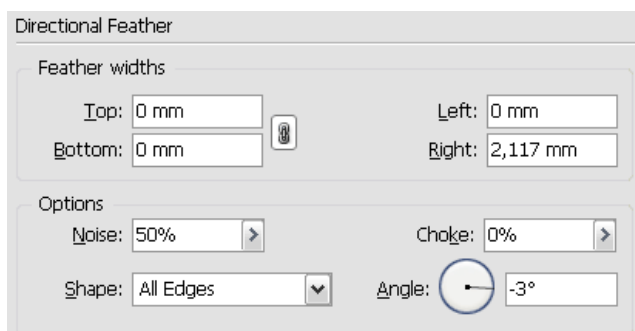 Directional Feather
Feather widths
Top: 0 mm Left: 0 mm
Bottom: 0 mm Right: 2,117 mm
Options
Noise: 50% Choke: 0%
Shape: All Edges Angle: -3°